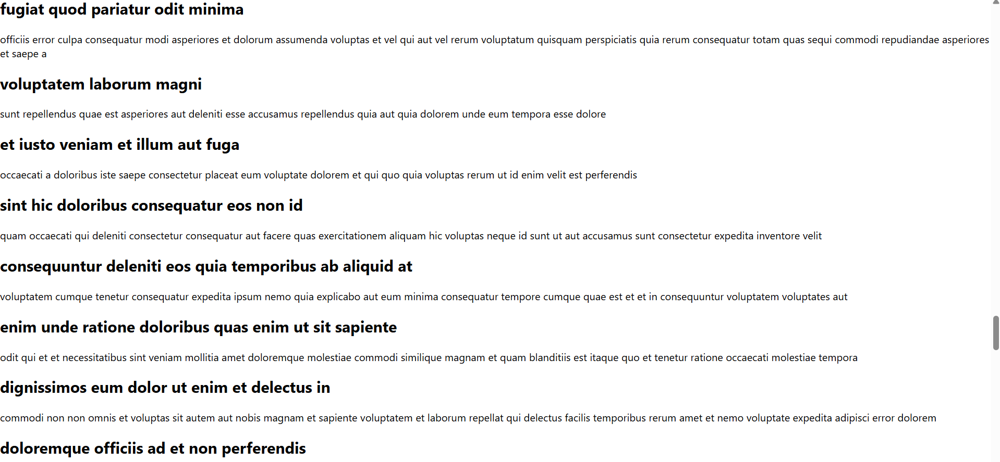 fugiat quod pariatur odit minima
officiis error culpa consequatur modi asperiores et dolorum assumenda voluptas et vel qui aut vel rerum voluptatum quisquam perspiciatis quia rerum consequatur totam quas sequi commodi repudiandae asperiores
et saepe a
voluptatem laborum magni
sunt repellendus quae est asperiores aut deleniti esse accusamus repellendus quia aut quia dolorem unde eum tempora esse dolore
et iusto veniam et illum aut fuga
occaecati a doloribus iste saepe consectetur placeat eum voluptate dolorem et qui quo quia voluptas rerum ut id enim velit est perferendis
sint hic doloribus consequatur eos non id
quam occaecati qui deleniti consectetur consequatur aut facere quas exercitationem aliquam hic voluptas neque id sunt ut aut accusamus sunt consectetur expedita inventore velit
consequuntur deleniti eos quia temporibus ab aliquid at
voluptatem cumque tenetur consequatur expedita ipsum nemo quia explicabo aut eum minima consequatur tempore cumque quae est et et in consequuntur voluptatem voluptates aut
enim unde ratione doloribus quas enim ut sit sapiente
odit qui et et necessitatibus sint veniam mollitia amet doloremque molestiae commodi similique magnam et quam blanditiis est itaque quo et tenetur ratione occaecati molestiae tempora
dignissimos eum dolor ut enim et delectus in
commodi non non omnis et voluptas sit autem aut nobis magnam et sapiente voluptatem et laborum repellat qui delectus facilis temporibus rerum amet et nemo voluptate expedita adipisci error dolorem
doloremque officiis ad et non perferendis